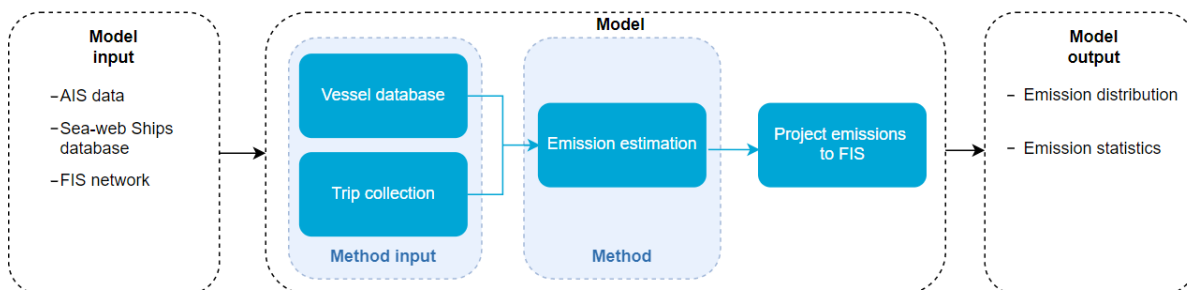 Model
input
–AIS data
–Sea-web Ships
database
–FIS network
Model
Vessel database
Trip collection
Method input
Emission estimation
Method
Project emissions
to FIS
Model
output
– Emission distribution
– Emission statistics